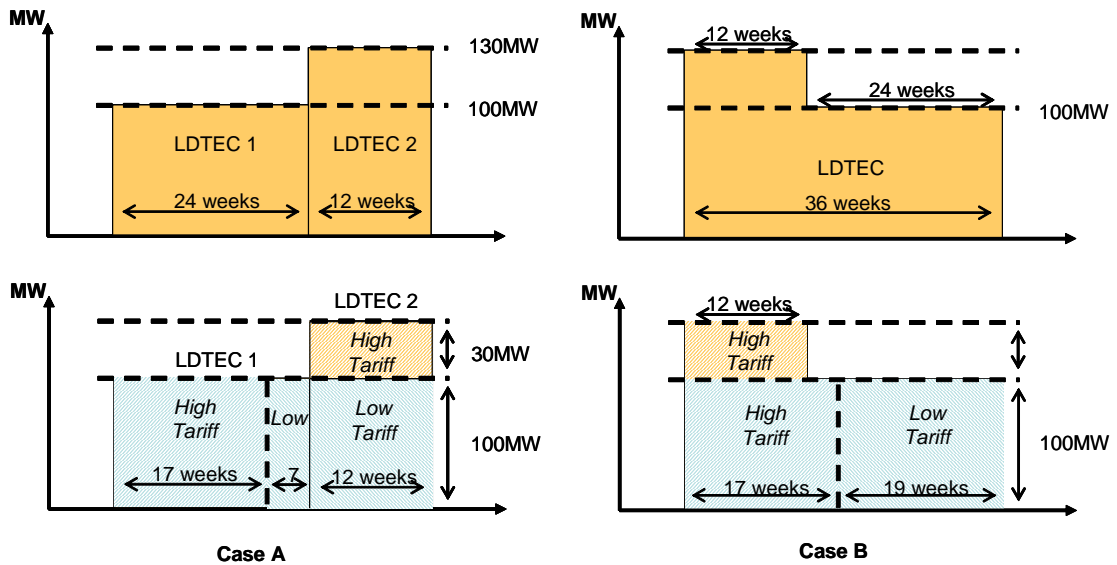 MW
130MW
100MW
LDTEC 1
LDTEC 2
24 weeks
12 weeks
MW
12 weeks
24 weeks
100MW
LDTEC
36 weeks
MW
LDTEC 2
High
Tariff
30MW
LDTEC 1
High
Tariff
Low
Low
Tariff
100MW
17 weeks
7
12 weeks
Case A
MW
12 weeks
High
Tariff
High
Tariff
Low
Tariff
100MW
17 weeks
19 weeks
Case B